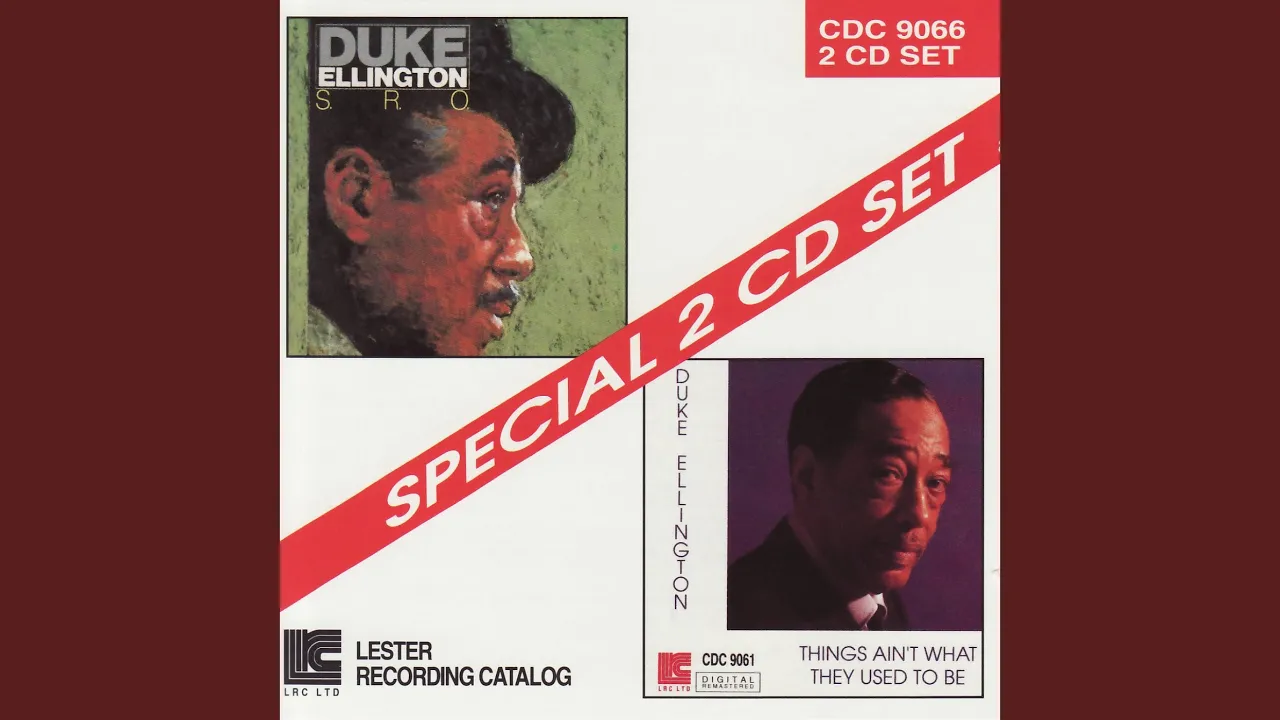 DUKE
ELLINGTON
S. R. O.
CDC 9066
2 CD SET
SPECIAL 2 CD SET
DUKE ELLINGTON
LRC LTD
LESTER
RECORDING CATALOG
LRC LTD
CDC 9061
DIGITAL
REMASTERED
THINGS AIN'T WHAT
THEY USED TO BE